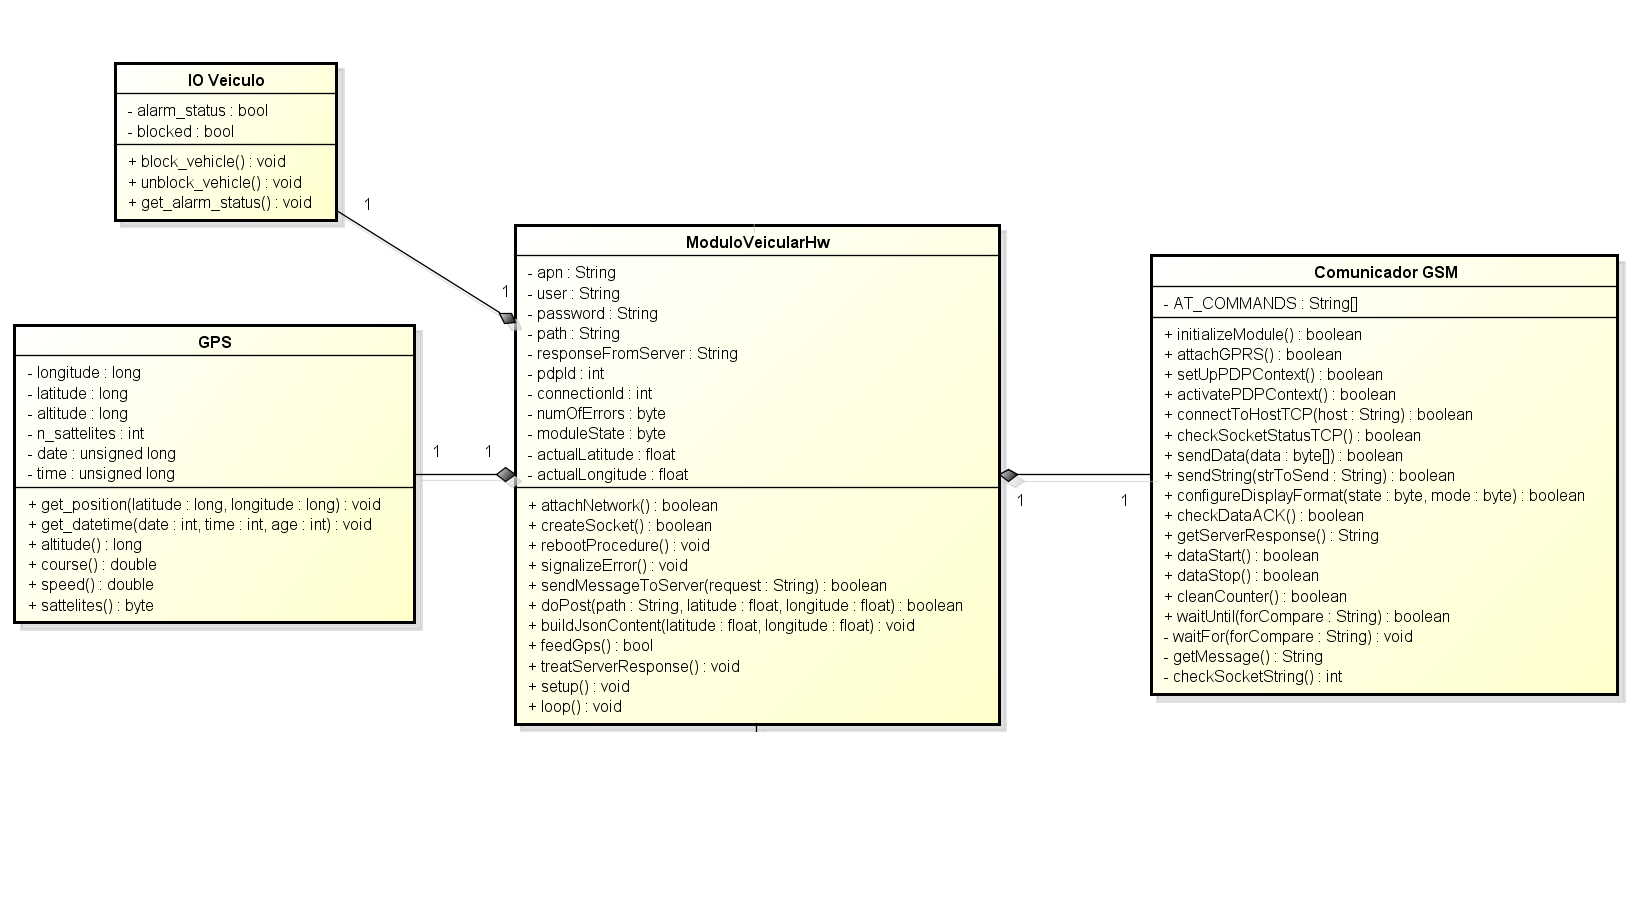 IO Veiculo
- alarm_status : bool
- blocked : bool
+ block_vehicle() : void
+ unblock_vehicle() : void
+ get_alarm_status() : void
1
1
GPS
- longitude : long
- latitude : long
- altitude : long
- n_sattelites : int
- date : unsigned long
- time : unsigned long
+ get_position(latitude : long, longitude : long) : void
+ get_datetime(date : int, time : int, age : int) : void
+ altitude() : long
+ course() : double
+ speed() : double
+ sattelites() : byte
1
1
ModuloVeicularHw
- apn : String
- user : String
- password : String
- path : String
- responseFromServer : String
- pdpId : int
- connectionId : int
- numOfErrors : byte
- moduleState : byte
- actualLatitude : float
- actualLongitude : float
+ attachNetwork() : boolean
+ createSocket() : boolean
+ rebootProcedure() : void
+ signalizeError() : void
+ sendMessageToServer(request : String) : boolean
+ doPost(path : String, latitude : float, longitude : float) : boolean
+ buildJsonContent(latitude : float, longitude : float) : void
+ feedGps() : bool
+ treatServerResponse() : void
+ setup() : void
+ loop() : void
1
1
Comunicador GSM
- AT_COMMANDS : String[]
+ initializeModule() : boolean
+ attachGPRS() : boolean
+ setUpPDPContext() : boolean
+ activatePDPContext() : boolean
+ connectToHostTCP(host : String) : boolean
+ checkSocketStatusTCP() : boolean
+ sendData(data : byte[]) : boolean
+ sendString(strToSend : String) : boolean
+ configureDisplayFormat(state : byte, mode : byte) : boolean
+ checkDataACK() : boolean
+ getServerResponse() : String
+ dataStart() : boolean
+ dataStop() : boolean
+ cleanCounter() : boolean
+ waitUntil(forCompare : String) : boolean
- waitFor(forCompare : String) : void
- getMessage() : String
- checkSocketString() : int